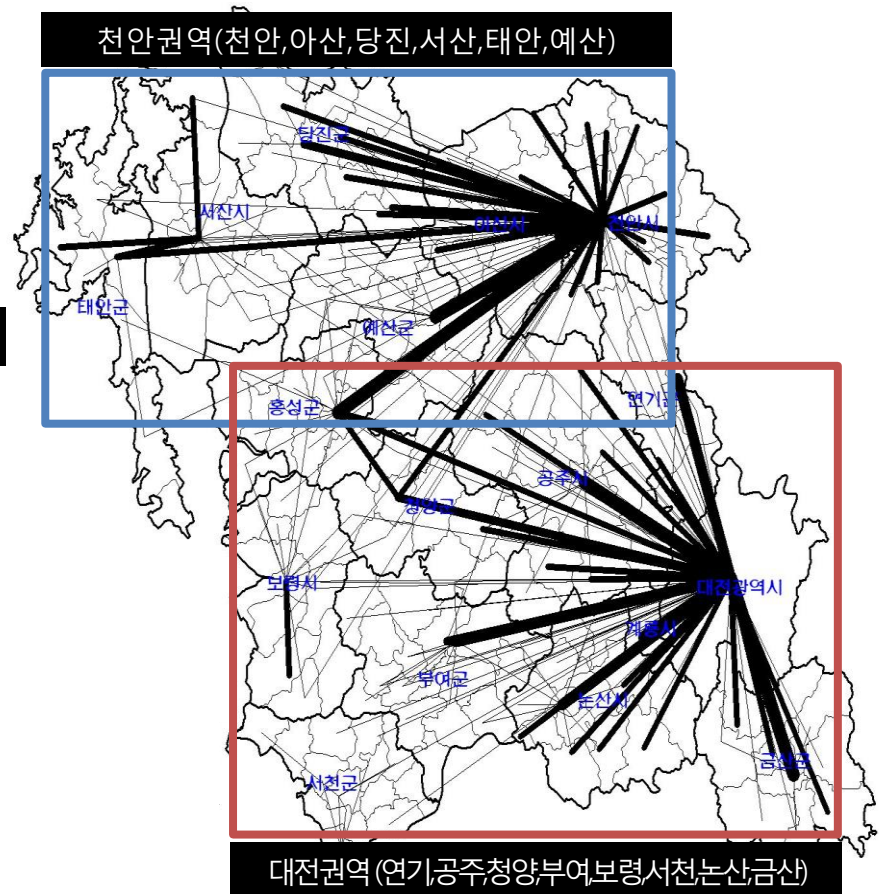 천안권역(천안,아산,당진,서산,태안,예산)
당진군
서산시
아산시
천안시
태안군
예산군
연기군
홍성군
공주시
청양군
보령시
대전광역시
계룡시
부여군
논산시
금산군
서천군
대전권역(연기,공주,청양,부여,보령,서천,논산,금산)